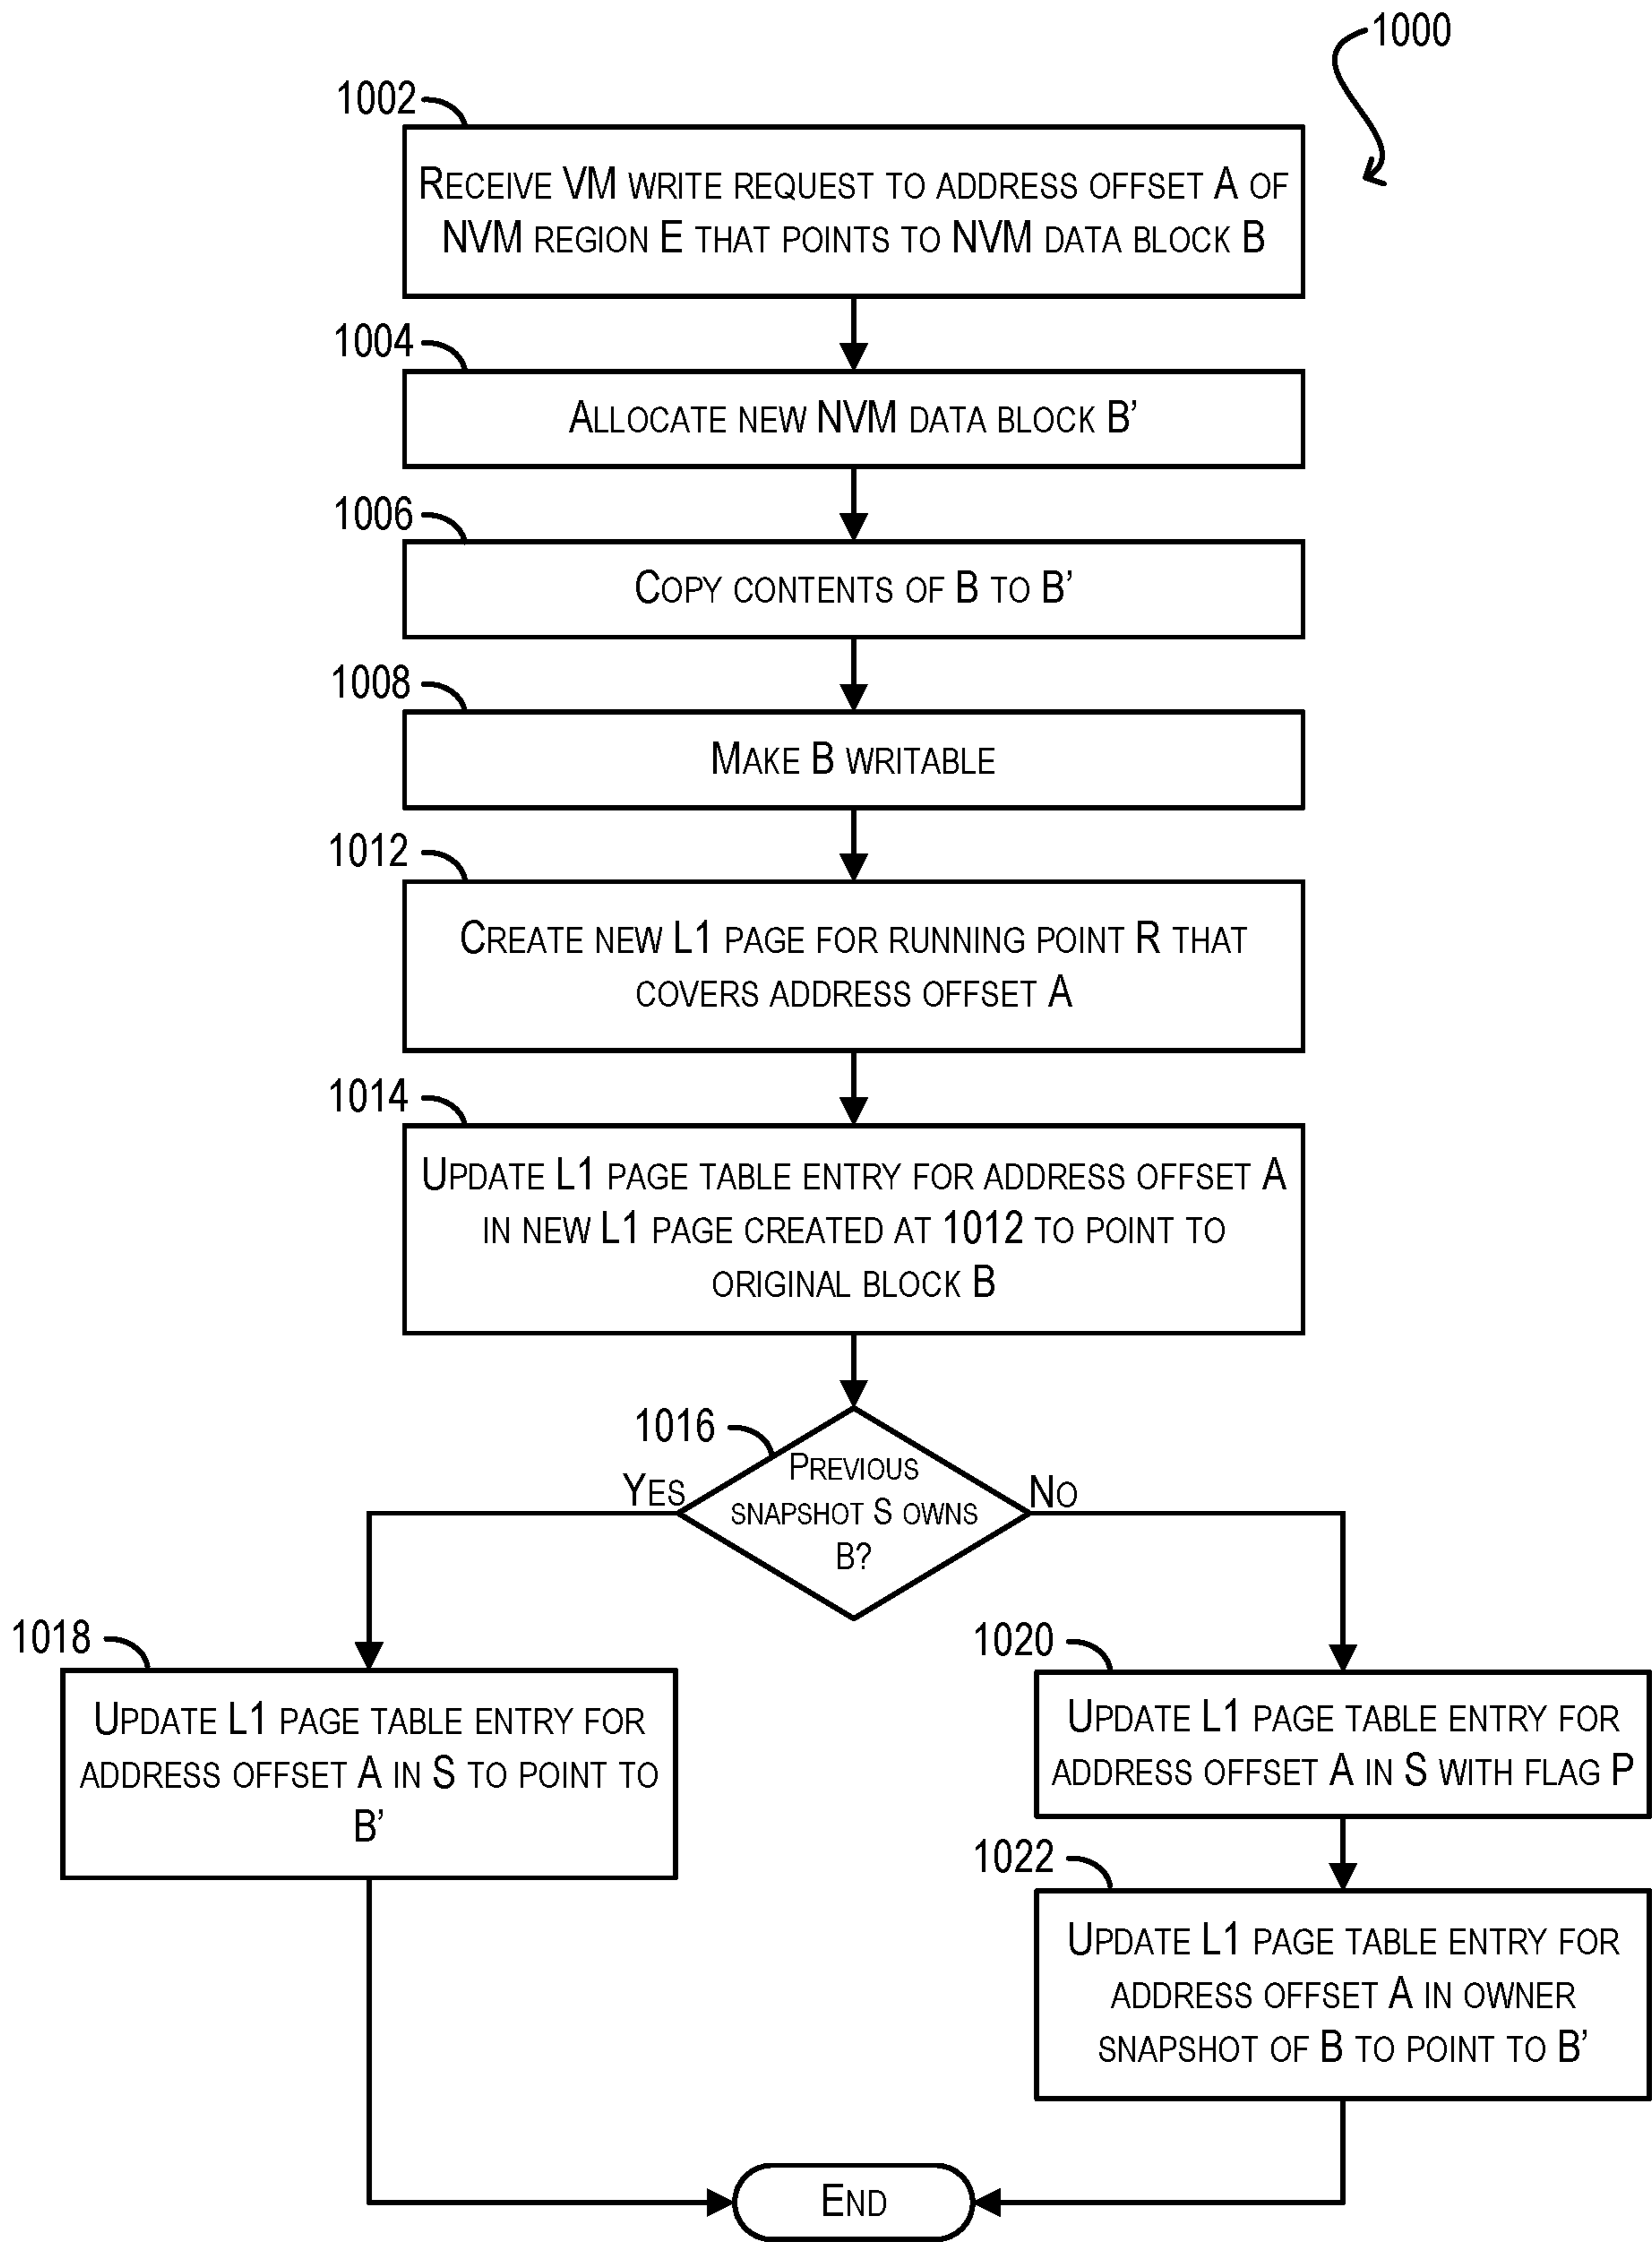 1000
1002
RECEIVE VM WRITE REQUEST TO ADDRESS OFFSET A OF
NVM REGION E THAT POINTS TO NVM DATA BLOCK B
1004
ALLOCATE NEW NVM DATA BLOCK B'
1006
COPY CONTENTS OF B TO B'
1008
MAKE B WRITABLE
1012
CREATE NEW L1 PAGE FOR RUNNING POINT R THAT
COVERS ADDRESS OFFSET A
1014
UPDATE L1 PAGE TABLE ENTRY FOR ADDRESS OFFSET A
IN NEW L1 PAGE CREATED AT 1012 TO POINT TO
ORIGINAL BLOCK B
1016
PREVIOUS
SNAPSHOT S OWNS
B?
YES
NO
1018
UPDATE L1 PAGE TABLE ENTRY FOR
ADDRESS OFFSET A IN S TO POINT TO
B'
1020
UPDATE L1 PAGE TABLE ENTRY FOR
ADDRESS OFFSET A IN S WITH FLAG P
1022
UPDATE L1 PAGE TABLE ENTRY FOR
ADDRESS OFFSET A IN OWNER
SNAPSHOT OF B TO POINT TO B'
END